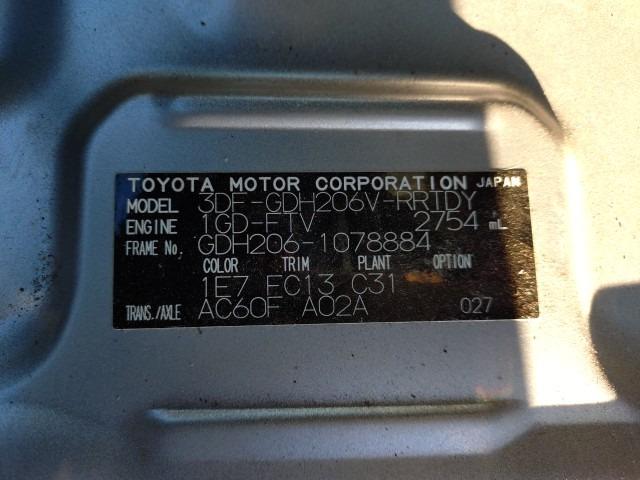 TOYOTA MOTOR CORPORATION JAPAN
MODEL 3DF-GDH206V-RRTDY
ENGINE 1GD-FTV 2754 mL
FRAME No. GDH206-1078884
COLOR TRIM PLANT OPTION
1E7 FC13 C31
TRANS./AXLE AC60F A02A 027